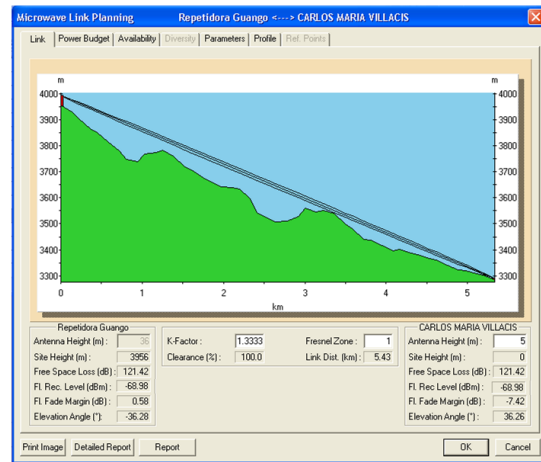 Microwave Link Planning Repetidora Guango <---> CARLOS MARIA VILLACIS
Link Power Budget Availability Diversity Parameters Profile Ref. Points
m m
4000 4000
3900 3900
3800 3800
3700 3700
3600 3600
3500 3500
3400 3400
3300 3300
0 1 2 3 4 5
km
Repetidora Guango
Antenna Height (m) : 36
Site Height (m) : 3956
Free Space Loss (dB) : 121.42
Fl. Rec. Level (dBm) : -68.98
Fl. Fade Margin (dB) : 0.58
Elevation Angle (°): -36.28
K-Factor : 1.3333 Fresnel Zone : 1
Clearance (%) : 100.0 Link Dist. (km) : 5.43
CARLOS MARIA VILLACIS
Antenna Height (m) : 5
Site Height (m) : 0
Free Space Loss (dB) : 121.42
Fl. Rec. Level (dBm) : -68.98
Fl. Fade Margin (dB) : -7.42
Elevation Angle (°) : 36.26
Print Image Detailed Report Report OK Cancel